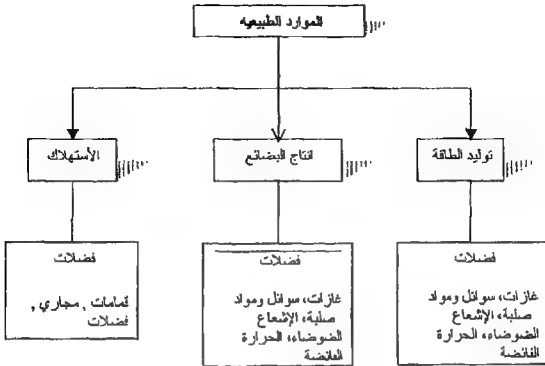 الموارد الطبيعيه
توليد الطاقة
انتاج البضائع
الأستهلاك
فضلات
غازات، سوائل ومواد
صلبة، الإشعاع
الضوضاء، الحرارة
الفائضة
فضلات
غازات، سوائل ومواد
صلبة، الإشعاع
الضوضاء، الحرارة
الفائضة
فضلات
قمامات , مجاري ,
فضلات